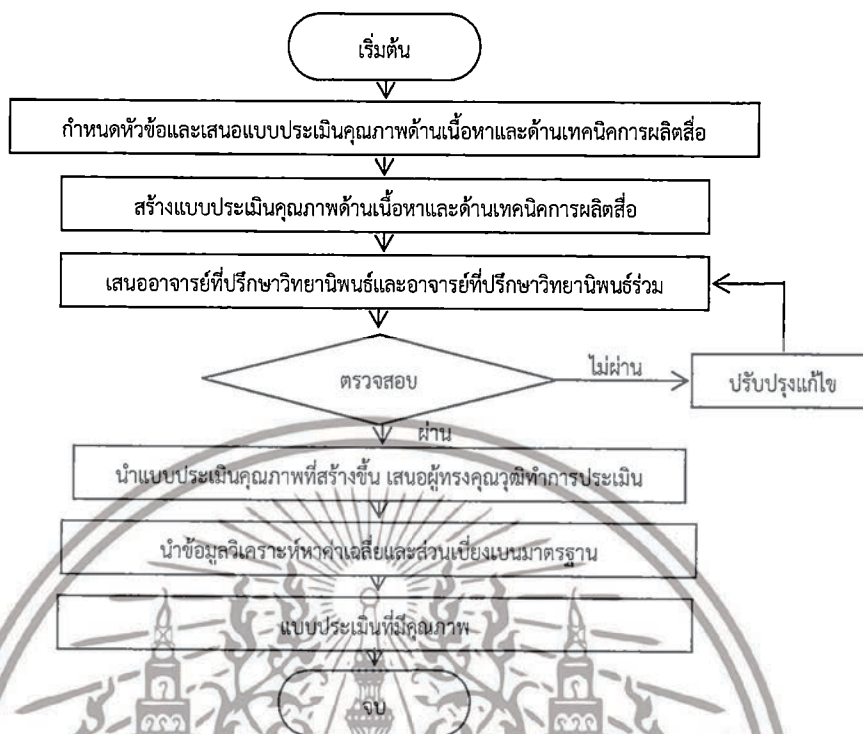 เริ่มต้น
กำหนดหัวข้อและเสนอแบบประเมินคุณภาพด้านเนื้อหาและด้านเทคนิคการผลิตสื่อ
สร้างแบบประเมินคุณภาพด้านเนื้อหาและด้านเทคนิคการผลิตสื่อ
เสนออาจารย์ที่ปรึกษาวิทยานิพนธ์และอาจารย์ที่ปรึกษาวิทยานิพนธ์ร่วม
ตรวจสอบ
ไม่ผ่าน
ปรับปรุงแก้ไข
ผ่าน
นำแบบประเมินคุณภาพที่สร้างขึ้น เสนอผู้ทรงคุณวุฒิทำการประเมิน
นำข้อมูลวิเคราะห์หาค่าเฉลี่ยและส่วนเบี่ยงเบนมาตรฐาน
แบบประเมินที่มีคุณภาพ
จบ